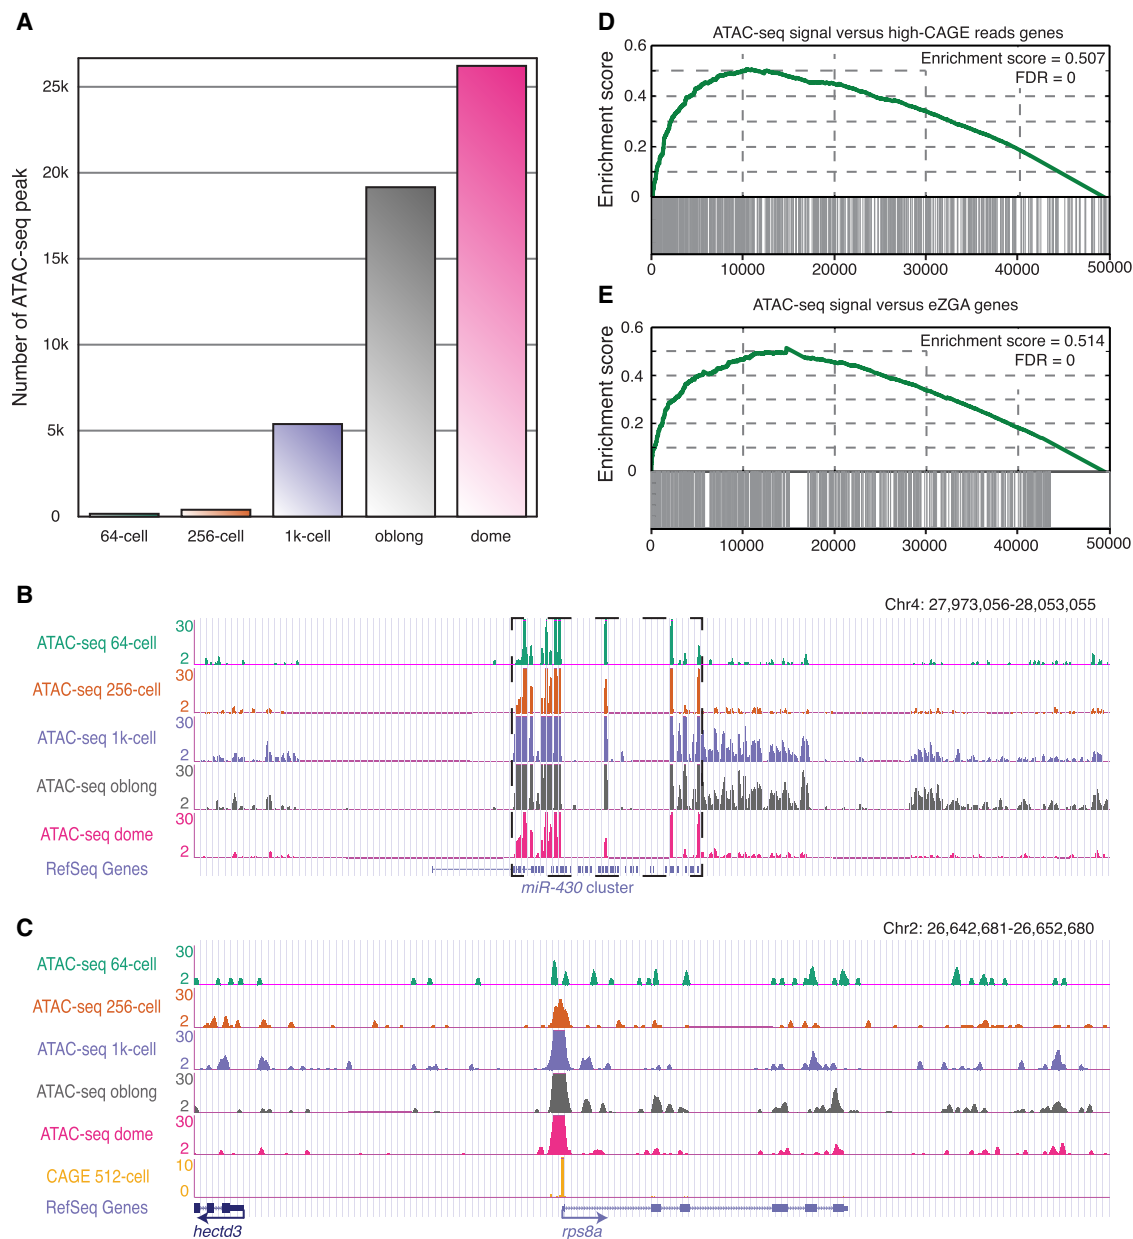 A
Number of ATAC-seq peak
25k
20k
15k
10k
5k
0
64-cell 256-cell 1k-cell oblong dome
D
ATAC-seq signal versus high-CAGE reads genes
Enrichment score
0.6
0.4
0.2
0
Enrichment score = 0.507
FDR = 0
0 10000 20000 30000 40000 50000
E
ATAC-seq signal versus eZGA genes
Enrichment score
0.6
0.4
0.2
0
Enrichment score = 0.514
FDR = 0
0 10000 20000 30000 40000 50000
B
Chr4: 27,973,056-28,053,055
ATAC-seq 64-cell 30 2
ATAC-seq 256-cell 30 2
ATAC-seq 1k-cell 30 2
ATAC-seq oblong 30 2
ATAC-seq dome 30 2
RefSeq Genes
miR-430 cluster
C
Chr2: 26,642,681-26,652,680
ATAC-seq 64-cell 30 2
ATAC-seq 256-cell 30 2
ATAC-seq 1k-cell 30 2
ATAC-seq oblong 30 2
ATAC-seq dome 30 2
CAGE 512-cell 10 0
RefSeq Genes
hectd3 rps8a